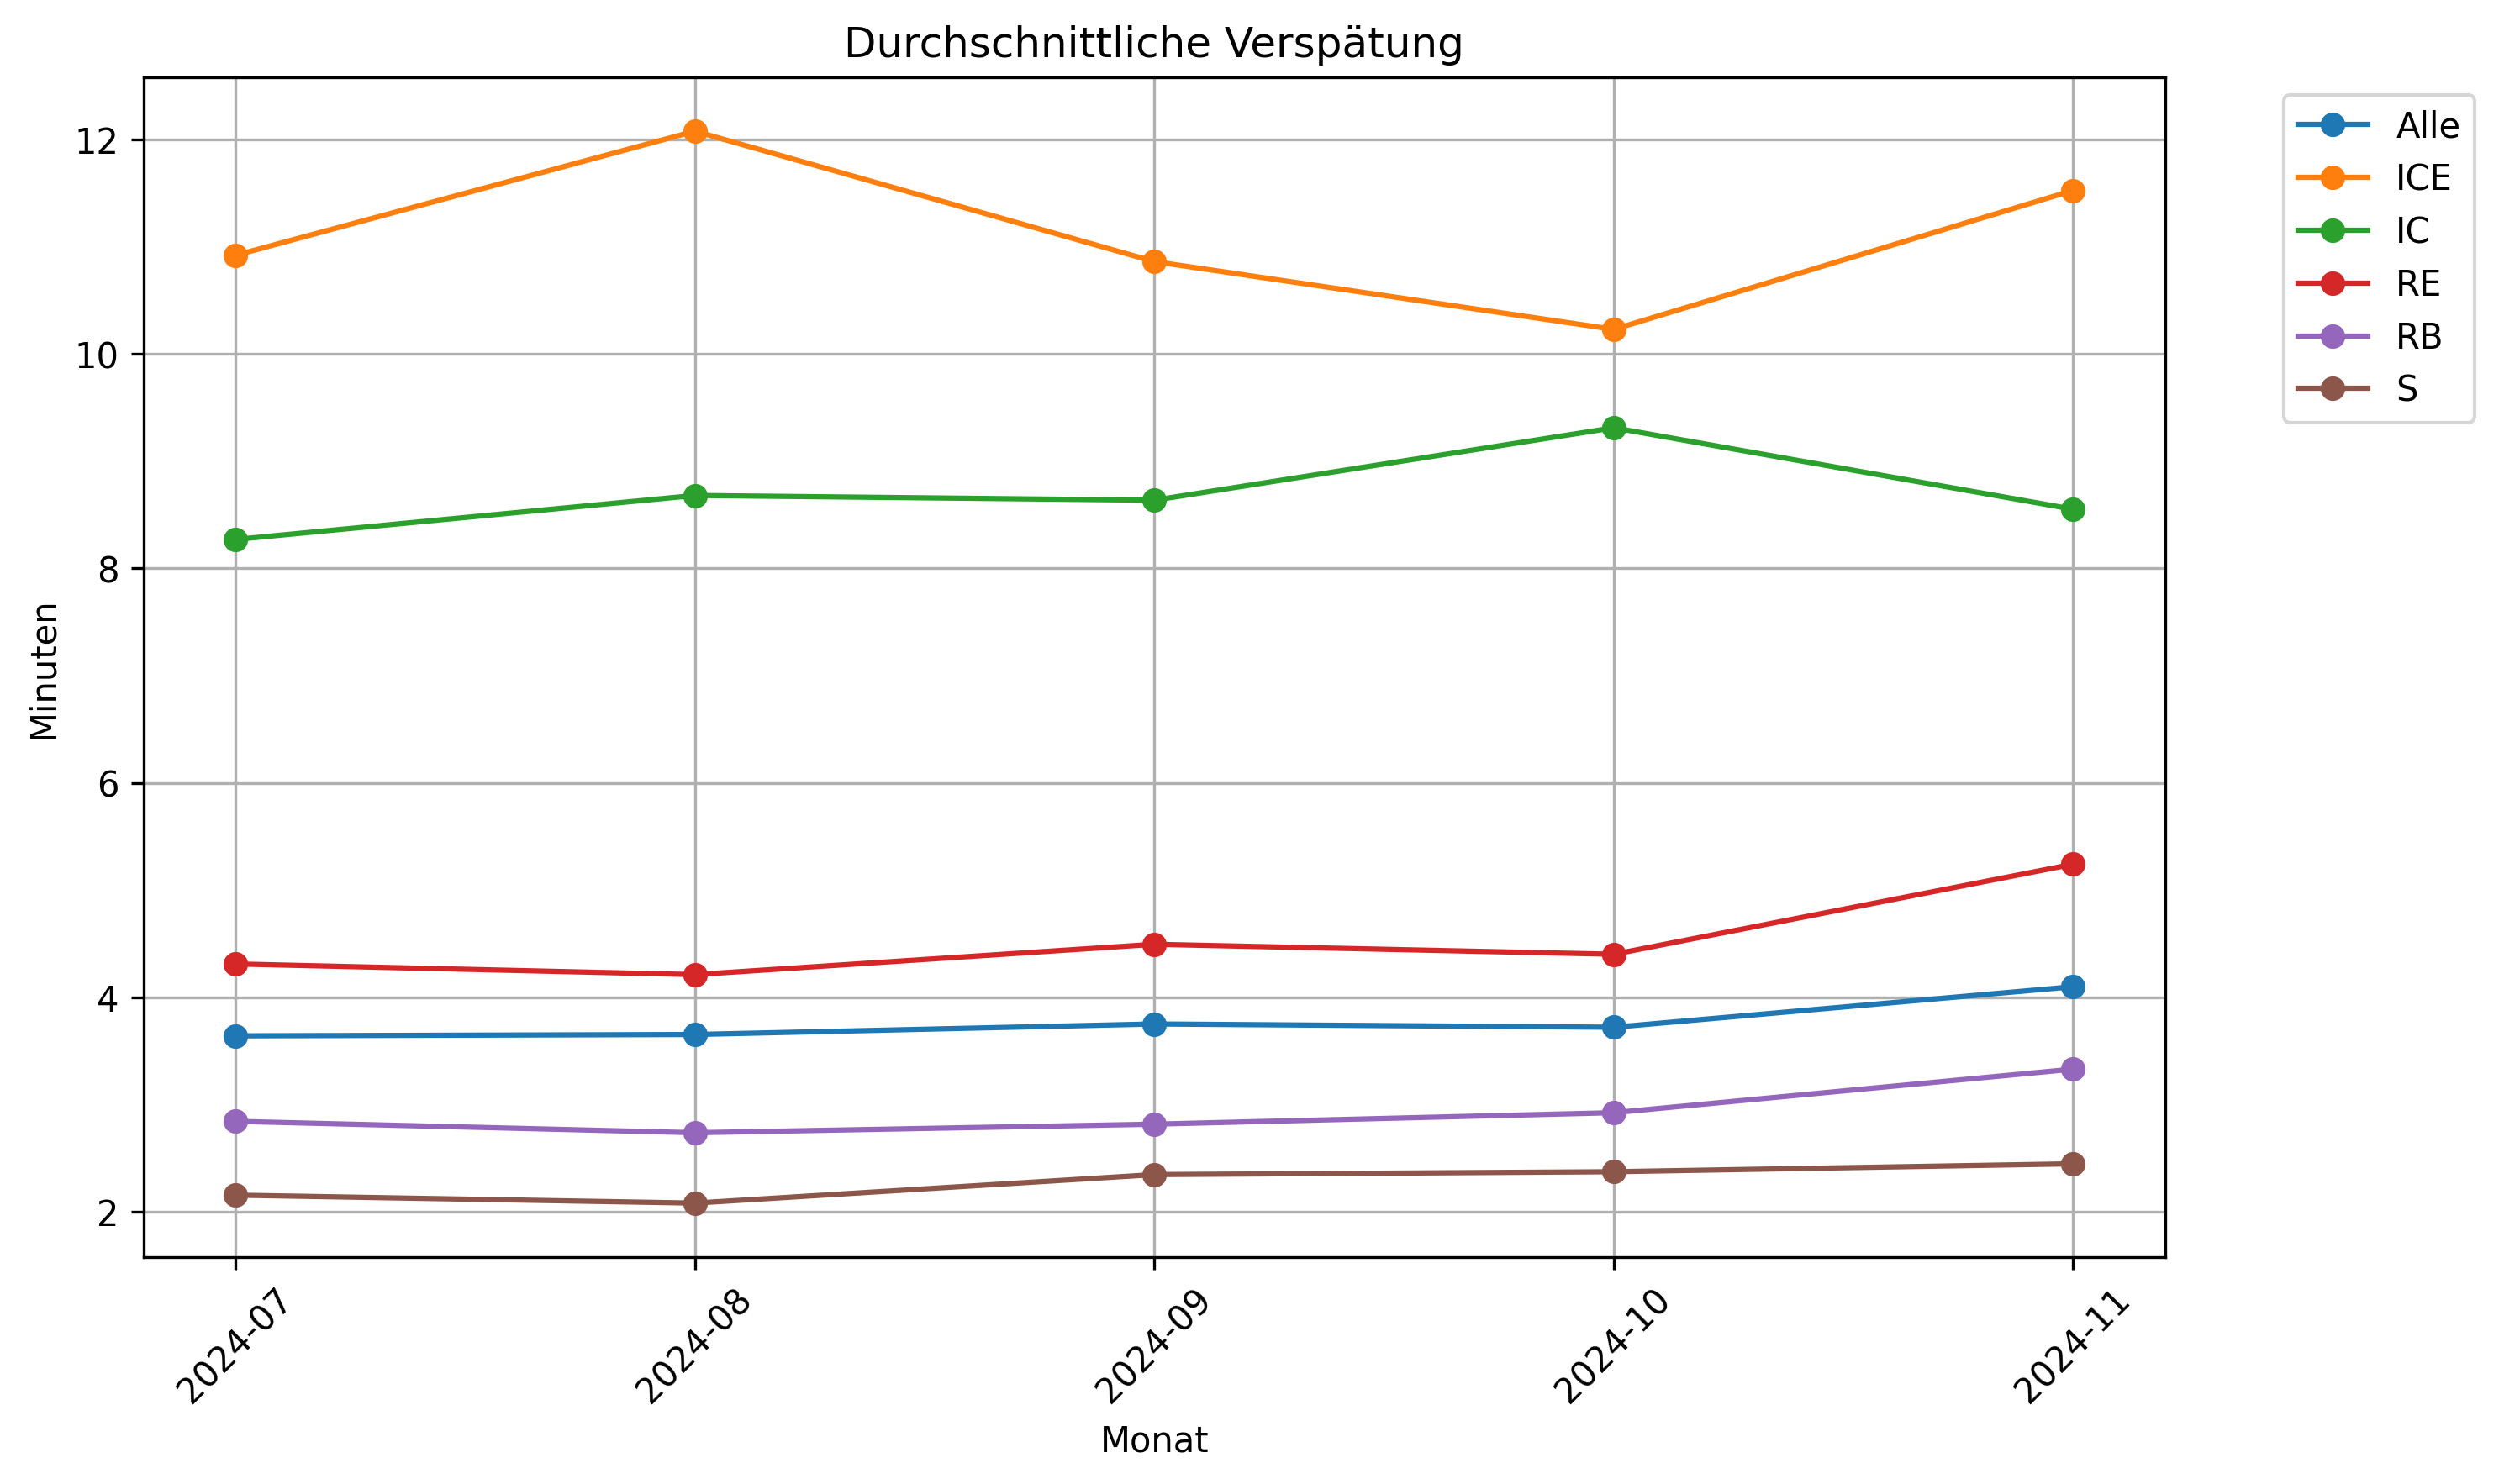 Durchschnittliche Verspätung
12
10
8
6
4
2
Minuten
2024-07
2024-08
2024-09
2024-10
2024-11
Monat
Alle
ICE
IC
RE
RB
S